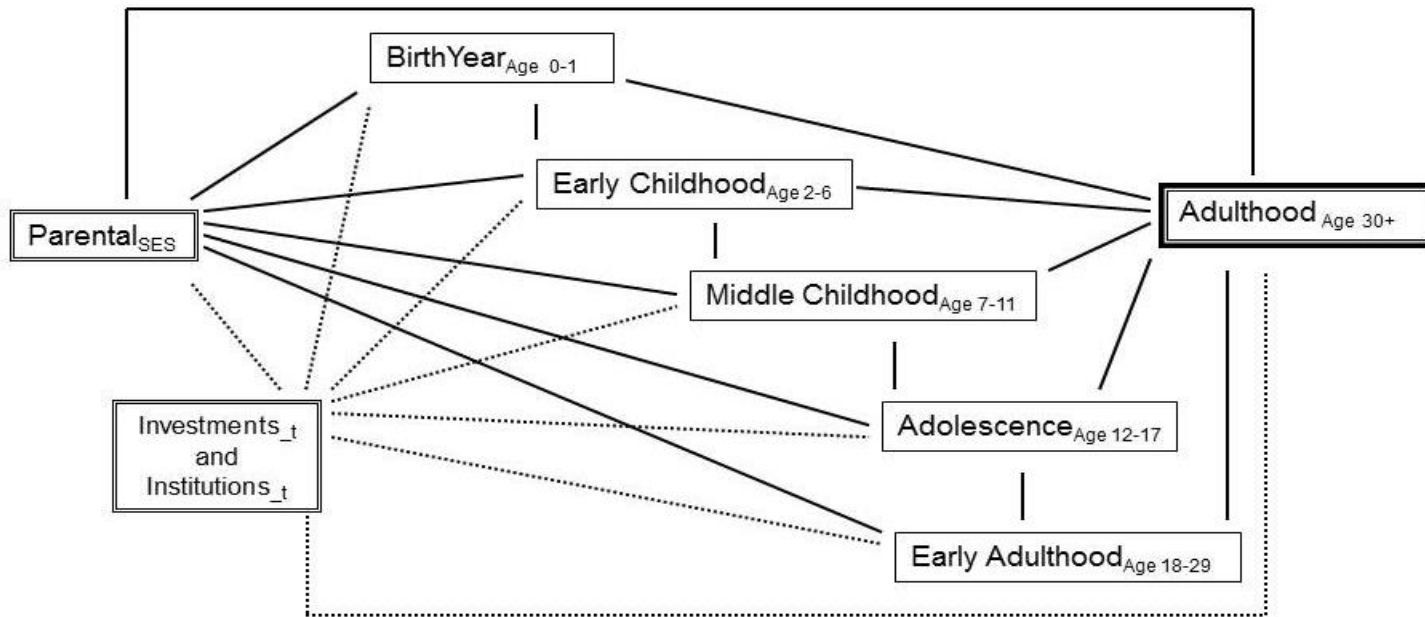 BirthYear Age 0-1
Early Childhood Age 2-6
Parental SES
Adulthood Age 30+
Middle Childhood Age 7-11
Investments_t
and
Institutions_t
Adolescence Age 12-17
Early Adulthood Age 18-29